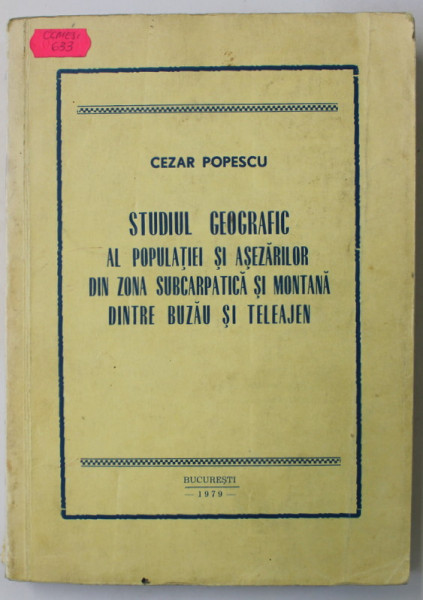 633
CEZAR POPESCU
STUDIUL GEOGRAFIC
AL POPULAȚIEI ȘI AȘEZĂRILOR
DIN ZONA SUBCARPATICĂ ȘI MONTANĂ
DINTRE BUZĂU ȘI TELEAJEN
BUCUREȘTI
— 1979 —